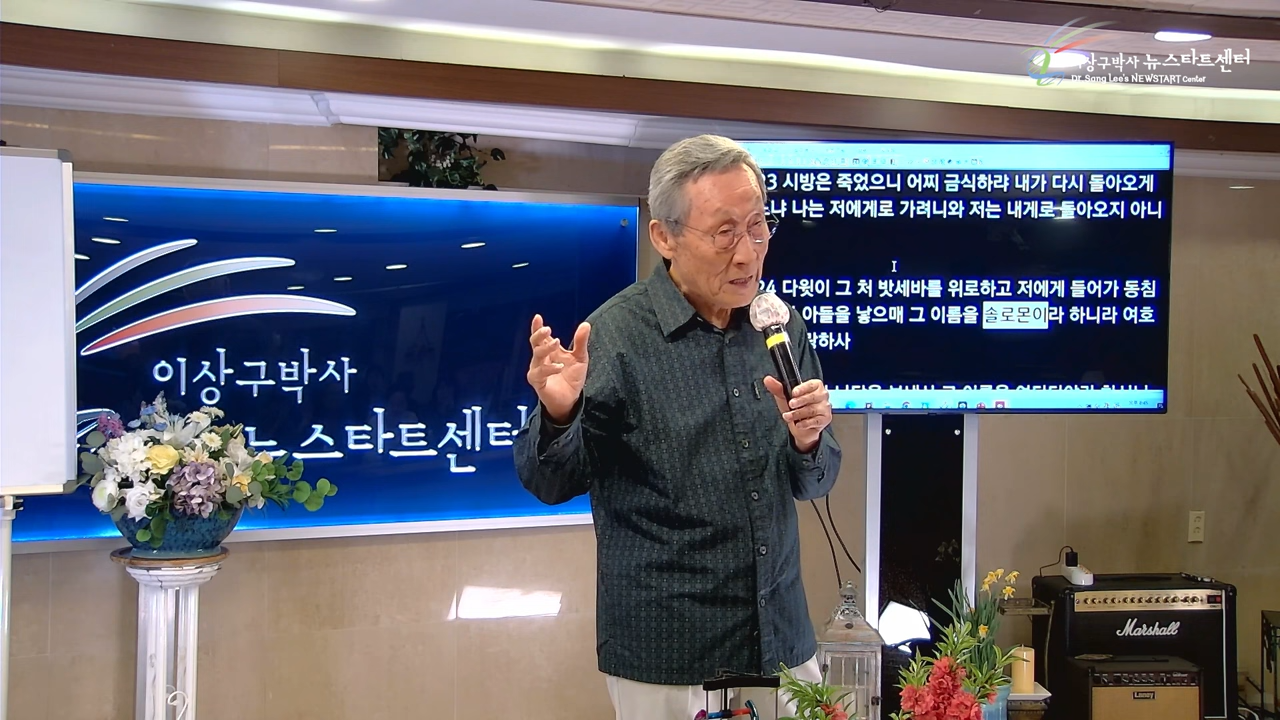 이상구박사 뉴스타트센터
Dr. Sang Lee's NEWSTART Center
3 시방은 죽었으니 어찌 금식하랴 내가 다시 돌아오게
냐 나는 저에게로 가려니와 저는 내게로 돌아오지 아니
24 다윗이 그 처 밧세바를 위로하고 저에게 들어가 동침
아들을 낳으매 그 이름을 솔로몬이라 하니라 여호
하사
이상구박사
뉴스타트센터
Marshall
Laney